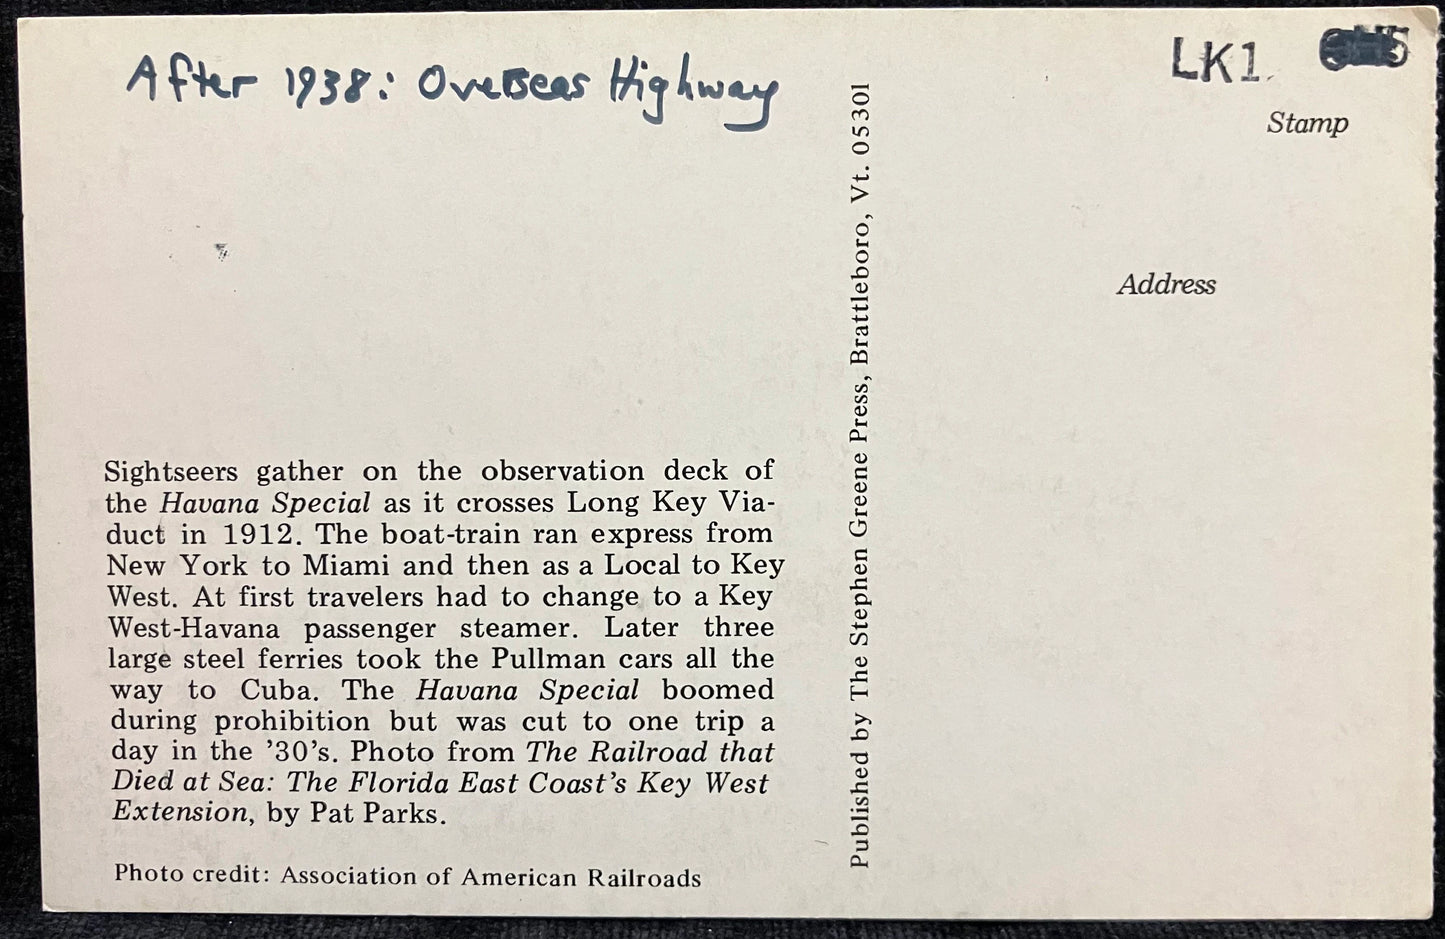 After 1938: Overseas Highway
LK1
Stamp
Address
Sightseers gather on the observation deck of
the Havana Special as it crosses Long Key Via-
duct in 1912. The boat-train ran express from
New York to Miami and then as a Local to Key
West. At first travelers had to change to a Key
West-Havana passenger steamer. Later three
large steel ferries took the Pullman cars all the
way to Cuba. The Havana Special boomed
during prohibition but was cut to one trip a
day in the '30's. Photo from The Railroad that
Died at Sea: The Florida East Coast's Key West
Extension, by Pat Parks.
Photo credit: Association of American Railroads
Published by The Stephen Greene Press, Brattleboro, Vt. 05301